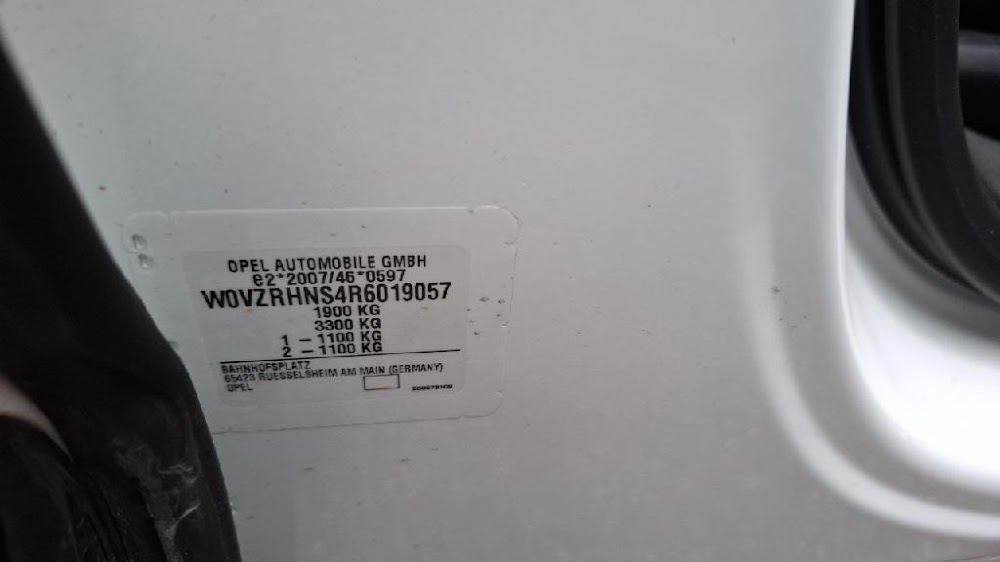 OPEL AUTOMOBILE GMBH
e2*2007/46*0597
W0VZRHNS4R6019057
1900 KG
3300 KG
1 - 1100 KG
2 - 1100 KG
BAHNHOFSPLATZ
65423 RUESSELSHEIM AM MAIN (GERMANY)
OPEL